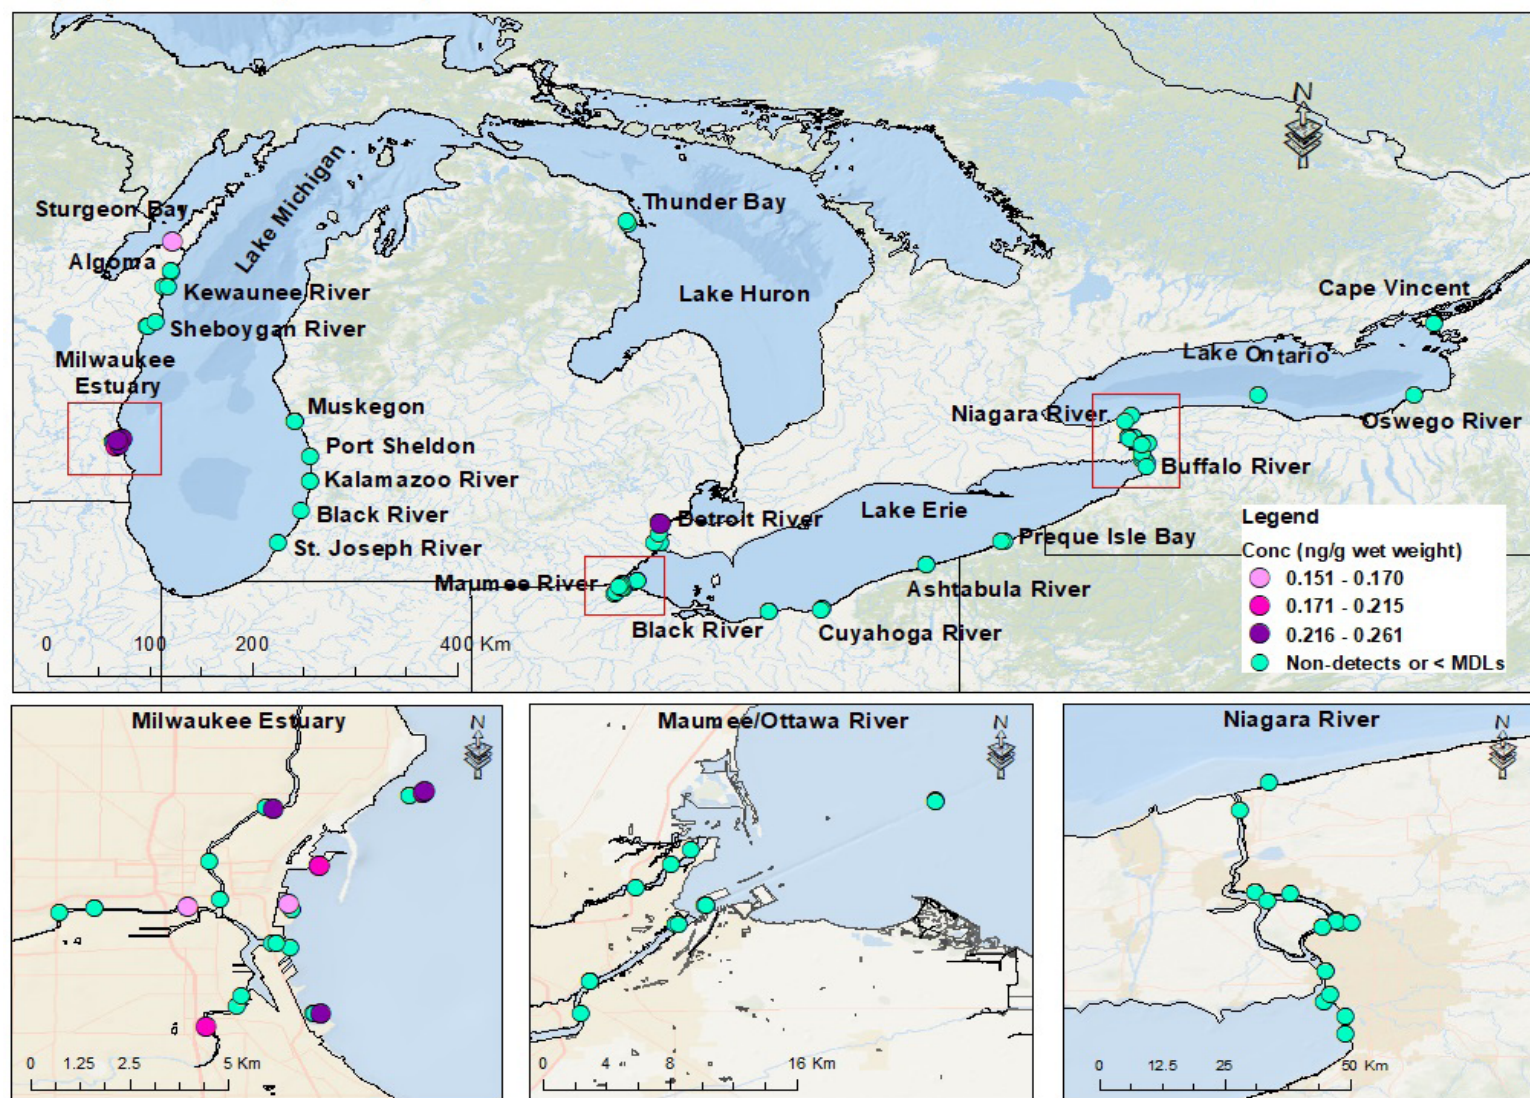 N
Lake Michigan
Sturgeon Bay
Thunder Bay
Algoma
Kewaunee River
Lake Huron
Cape Vincent
Sheboygan River
Lake Ontario
Milwaukee
Estuary
Muskegon
Niagara River
Oswego River
Port Sheldon
Buffalo River
Kalamazoo River
Black River
Detroit River
Lake Erie
Preque Isle Bay
St. Joseph River
Maumee River
Ashtabula River
Black River
Cuyahoga River
0 100 200 400 Km
Legend
Conc (ng/g wet weight)
0.151 - 0.170
0.171 - 0.215
0.216 - 0.261
Non-detects or < MDLs
Milwaukee Estuary
N
0 1.25 2.5 5 Km
Maumee/Ottawa River
N
0 4 8 16 Km
Niagara River
N
0 12.5 25 50 Km